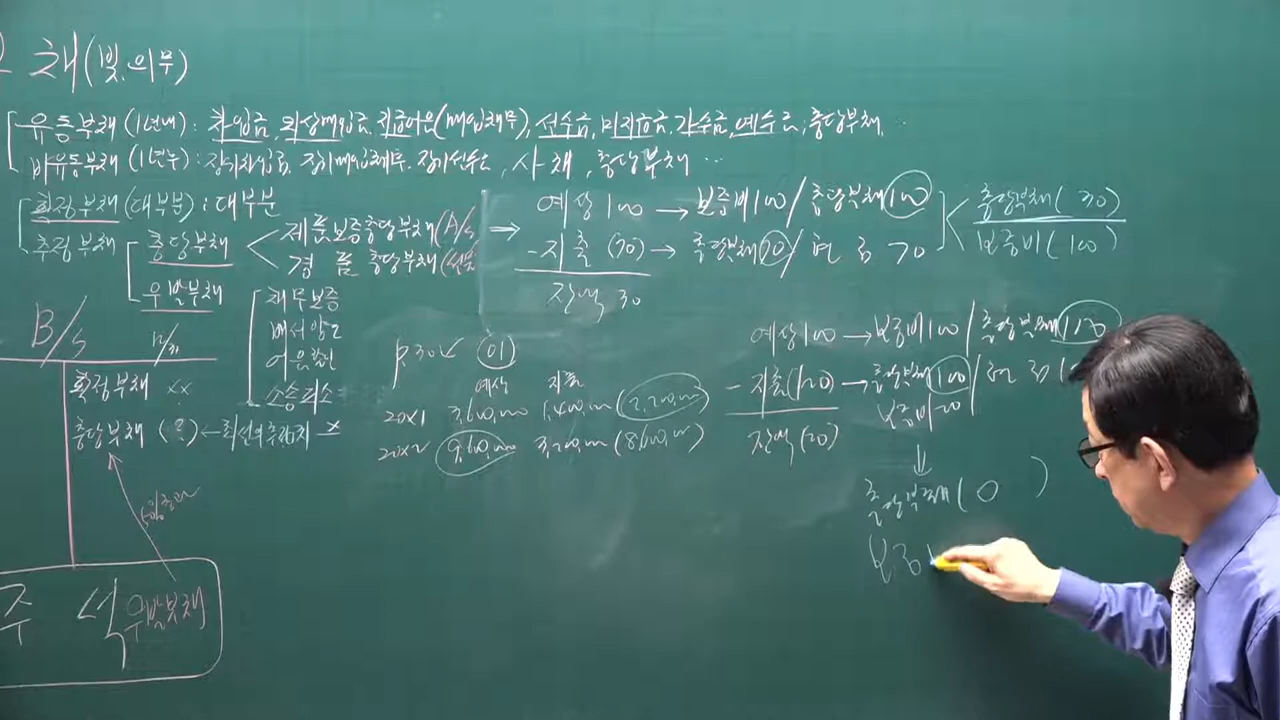 채(빚.의무)
유동부채(1년내) : 차입금, 외상매입금, 지급어음(매입채무), 선수금, 미지급금, 가수금, 예수금, 충당부채 ..
비유동부채(1년후) : 장기차입금, 장기매입채무, 장기선수금, 사채, 충당부채 ...
확정부채(대부분) : 대부분
추정부채
충당부채
우발부채
제품보증충당부채(A/S
경품충당부채
채무보증
배서양도
어음할인
소송피소
예상 100 → 보증비 100 / 충당부채 100
-지출 (70) → 충당부채 70 / 현금 70
잔액 30
충당부채( 30)
보증비(100)
B/S
12/31
확정부채 xx
충당부채 (?) ← 최선의 추정치
주석
우발부채
p.30 01
예상 지출
20x1 3,600,000 1,400,000 (2,200,000)
20x2 9,600,000 3,200,000 (8,600,000)
예상 100 → 보증비 100 / 충당부채 100
-지출(120) → 충당부채 100 / 현금 1
보증비 20
잔액(20)
충당부채( 0 )
보증